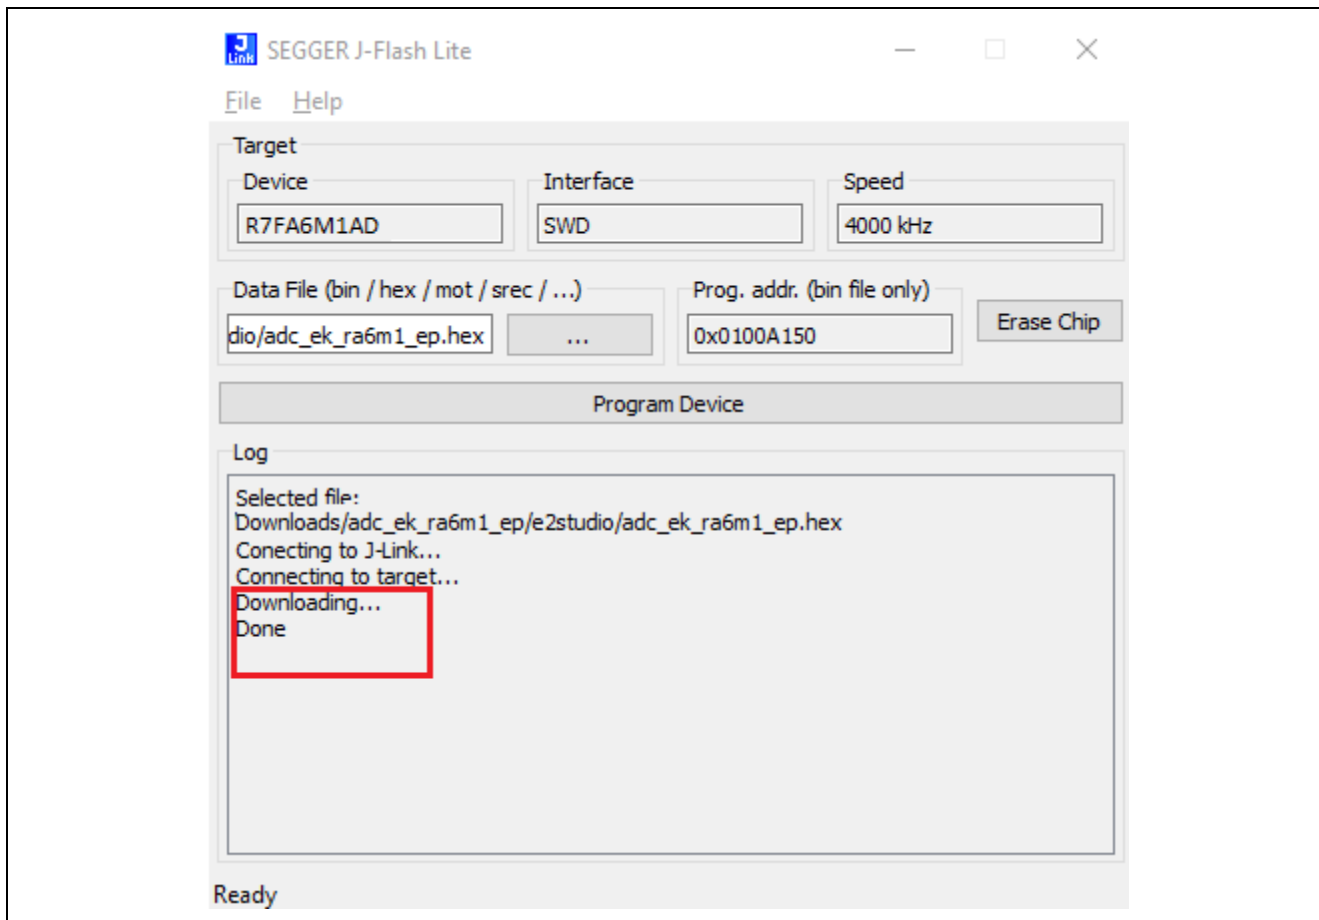 J
Link
SEGGER J-Flash Lite
File Help
Target
Device
Interface
Speed
R7FA6M1AD
SWD
4000 kHz
Data File (bin / hex / mot / srec / ...)
Prog. addr. (bin file only)
dio/adc_ek_ra6m1_ep.hex
...
0x0100A150
Erase Chip
Program Device
Log
Selected file:
Downloads/adc_ek_ra6m1_ep/e2studio/adc_ek_ra6m1_ep.hex
Conecting to J-Link...
Connecting to target...
Downloading...
Done
Ready